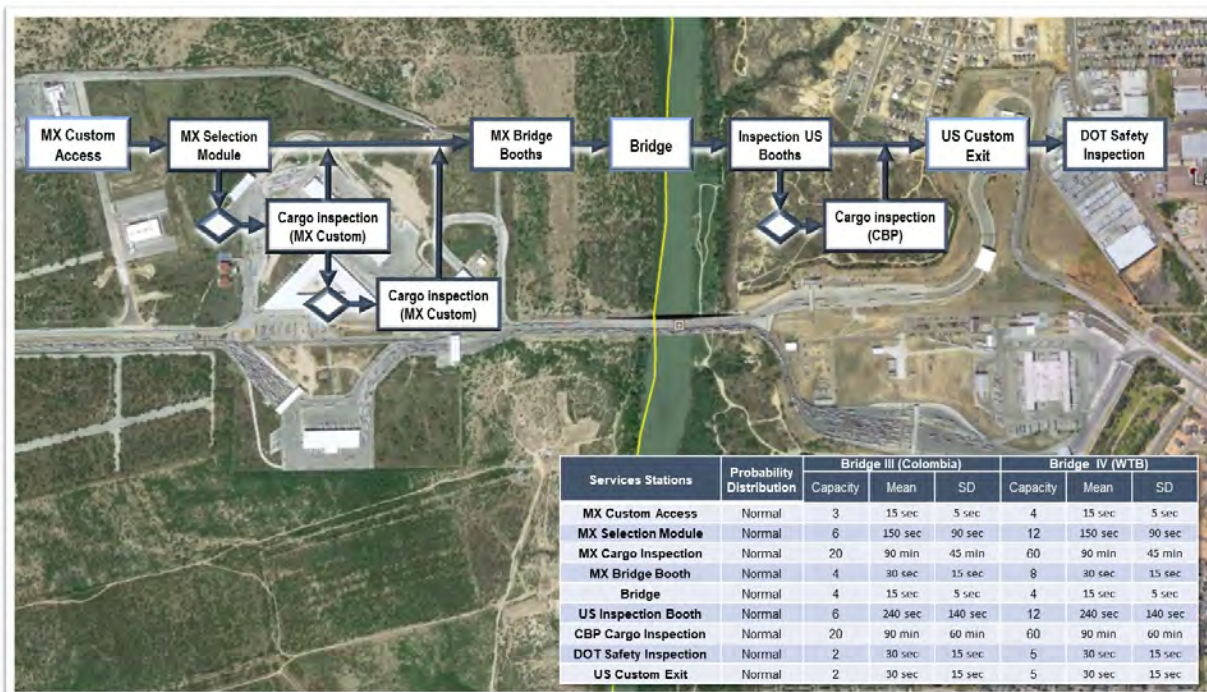 MX Custom
Access
MX Selection
Module
MX Bridge
Booths
Bridge
Inspection US
Booths
US Custom
Exit
DOT Safety
Inspection
Cargo inspection
(MX Custom)
Cargo inspection
(CBP)
Cargo inspection
(MX Custom)
Services Stations Probability Distribution Bridge III (Colombia) Bridge IV (WTB)
Capacity Mean SD Capacity Mean SD
MX Custom Access Normal 3 15 sec 5 sec 4 15 sec 5 sec
MX Selection Module Normal 6 150 sec 90 sec 12 150 sec 90 sec
MX Cargo Inspection Normal 20 90 min 45 min 60 90 min 45 min
MX Bridge Booth Normal 4 30 sec 15 sec 8 30 sec 15 sec
Bridge Normal 4 15 sec 5 sec 4 15 sec 5 sec
US Inspection Booth Normal 6 240 sec 140 sec 12 240 sec 140 sec
CBP Cargo Inspection Normal 20 90 min 60 min 60 90 min 60 min
DOT Safety Inspection Normal 2 30 sec 15 sec 5 30 sec 15 sec
US Custom Exit Normal 2 30 sec 15 sec 5 30 sec 15 sec